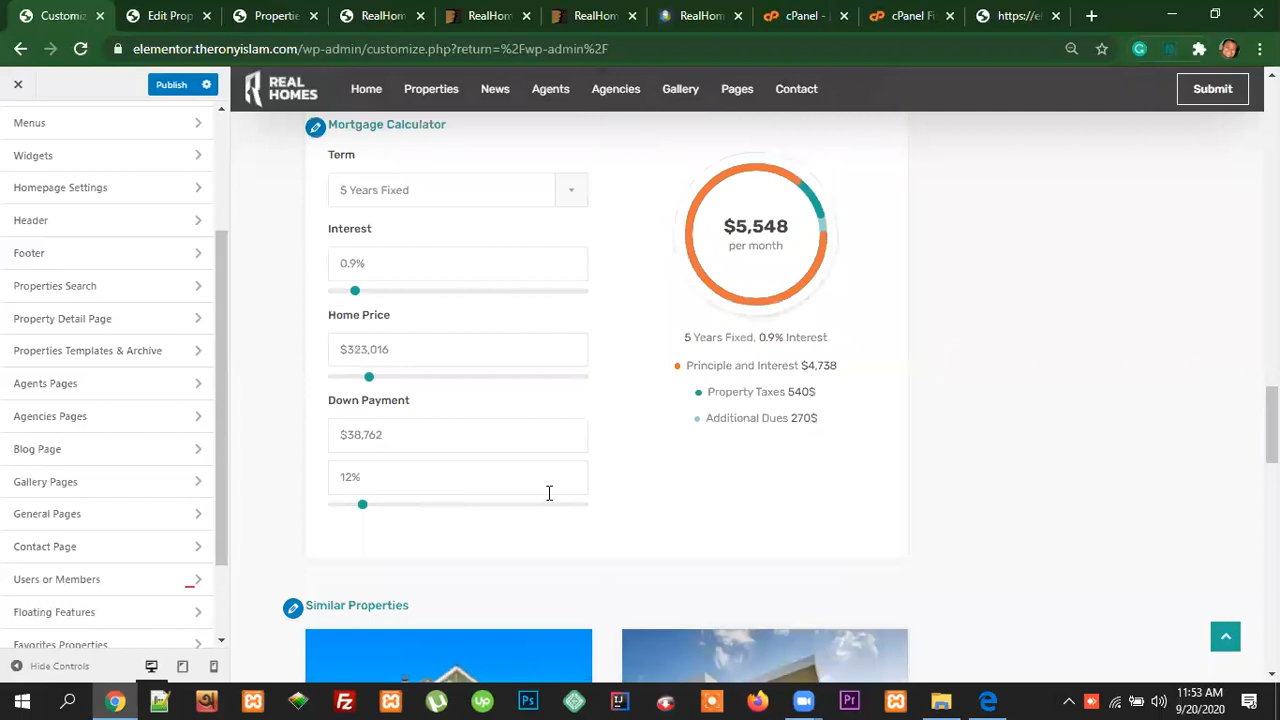 Customiz
Edit Prop
Propertie
RealHom
RealHom
RealHom
RealHom
cPanel -
cPanel F
https://el
elementor.theronyislam.com/wp-admin/customize.php?return=%2Fwp-admin%2F
Publish
Menus
Widgets
Homepage Settings
Header
Footer
Properties Search
Property Detail Page
Properties Templates & Archive
Agents Pages
Agencies Pages
Blog Page
Gallery Pages
General Pages
Contact Page
Users or Members
Floating Features
Favorites Properties
Hide Controls
REAL
HOMES
Home
Properties
News
Agents
Agencies
Gallery
Pages
Contact
Submit
Mortgage Calculator
Term
5 Years Fixed
Interest
0.9%
Home Price
$323,016
Down Payment
$38,762
12%
$5,548
per month
5 Years Fixed, 0.9% Interest
Principle and Interest $4,738
Property Taxes 540$
Additional Dues 270$
Similar Properties
11:53 AM
9/20/2020